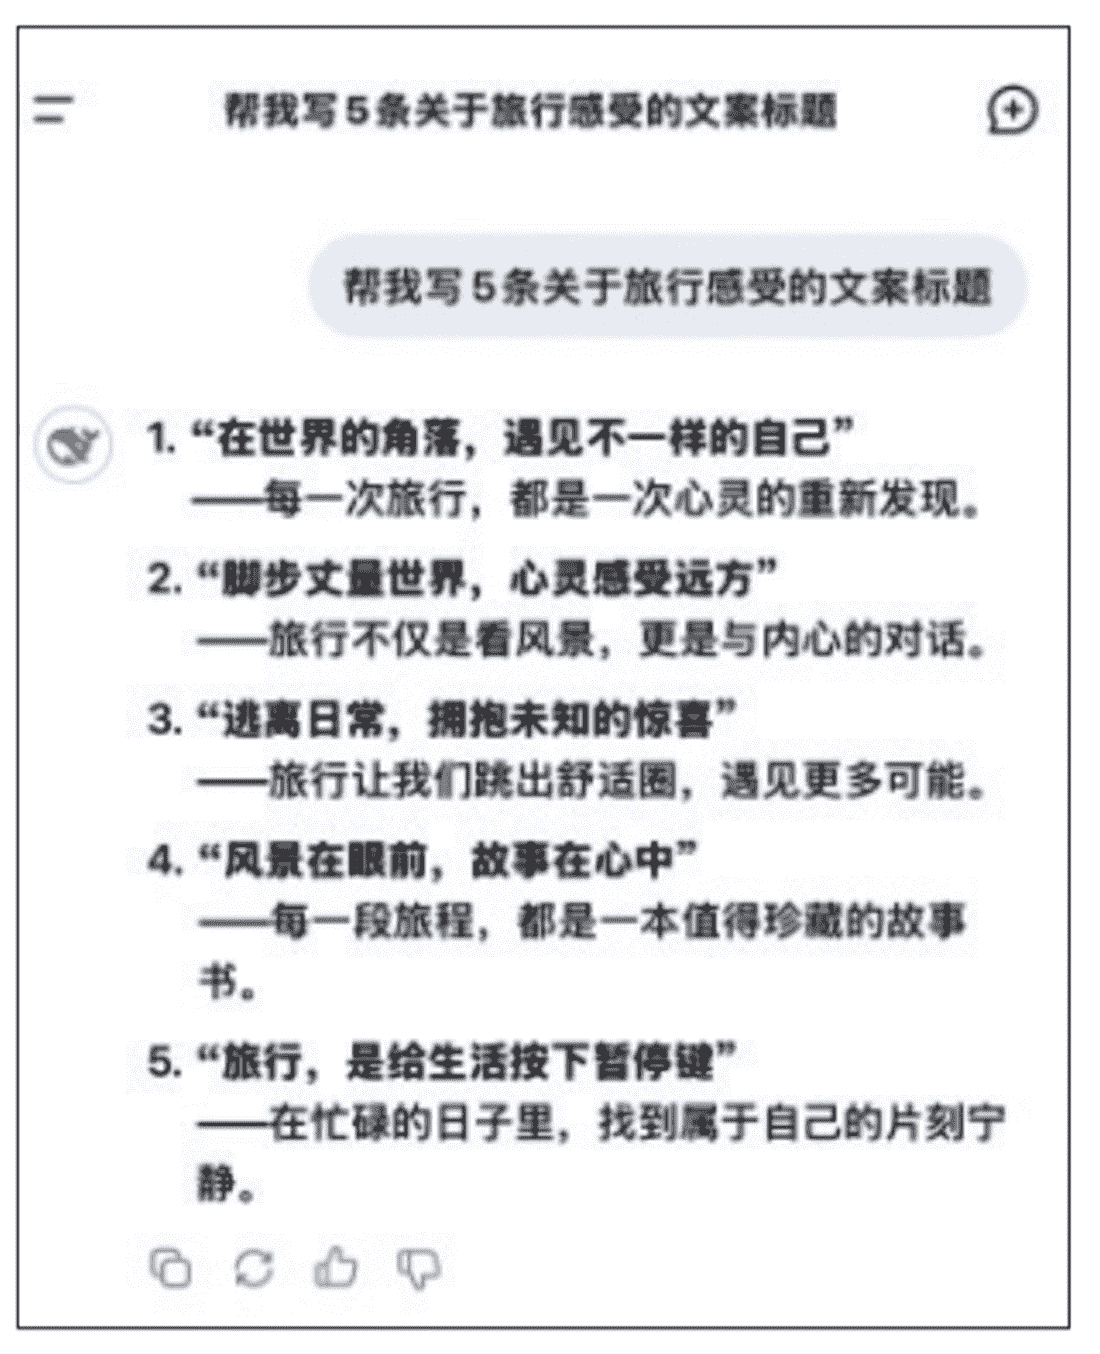 帮我写5条关于旅行感受的文案标题
帮我写5条关于旅行感受的文案标题
1. “在世界的角落，遇见不一样的自己”
——每一次旅行，都是一次心灵的重新发现。
2. “脚步丈量世界，心灵感受远方”
——旅行不仅是看风景，更是与内心的对话。
3. “逃离日常，拥抱未知的惊喜”
——旅行让我们跳出舒适圈，遇见更多可能。
4. “风景在眼前，故事在心中”
——每一段旅程，都是一本值得珍藏的故事
书。
5. “旅行，是给生活按下暂停键”
——在忙碌的日子里，找到属于自己的片刻宁
静。